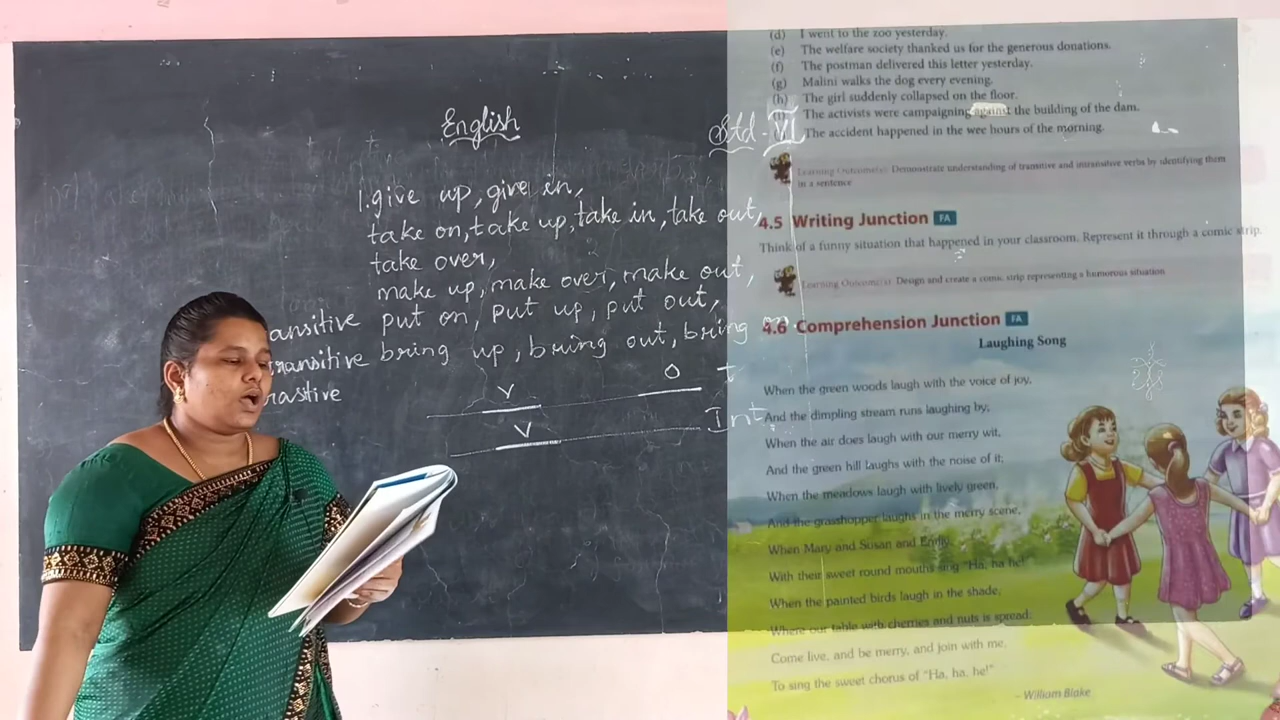 English
Std - VI
1. give up, give in,
take on, take up, take in, take out,
take over,
make up, make over, make out,
ansitive put on, put up, put out,
transitive bring up, bring out, bring on
rasitive
V O t
V Int.
(d) I went to the zoo yesterday.
(e) The welfare society thanked us for the generous donations.
(f) The postman delivered this letter yesterday.
(g) Malini walks the dog every evening.
(h) The girl suddenly collapsed on the floor.
The activists were campaigning against the building of the dam.
The accident happened in the wee hours of the morning.
Learning Outcome(s): Demonstrate understanding of transitive and intransitive verbs by identifying them
in a sentence
4.5 Writing Junction FA
Think of a funny situation that happened in your classroom. Represent it through a comic strip.
Learning Outcome(s): Design and create a comic strip representing a humorous situation
4.6 Comprehension Junction FA
Laughing Song
When the green woods laugh with the voice of joy,
And the dimpling stream runs laughing by;
When the air does laugh with our merry wit,
And the green hill laughs with the noise of it;
When the meadows laugh with lively green,
And the grasshopper laughs in the merry scene,
When Mary and Susan and Emily
With their sweet round mouths sing "Ha, ha he!"
When the painted birds laugh in the shade,
Where our table with cherries and nuts is spread:
Come live, and be merry, and join with me,
To sing the sweet chorus of "Ha, ha, he!"
– William Blake